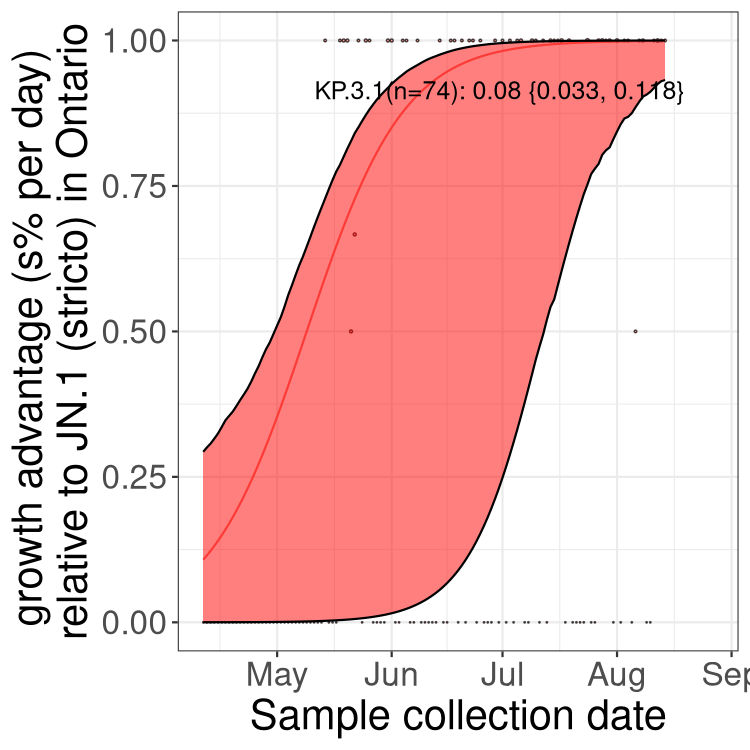 growth advantage (s% per day)
relative to JN.1 (stricto) in Ontario
1.00
0.75
0.50
0.25
0.00
KP.3.1(n=74): 0.08 {0.033, 0.118}
May Jun Jul Aug Sep
Sample collection date